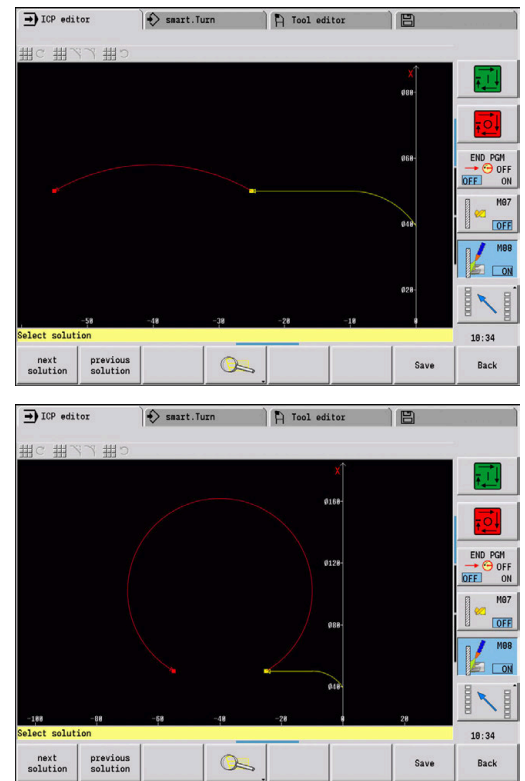 ICP editor
smart.Turn
Tool editor
X
Ø80
Ø60
Ø40
Ø20
-50
-40
-30
-20
-10
0
END PGM
OFF
OFF ON
M07
OFF
M08
ON
Select solution
10:34
next solution
previous solution
Save
Back
ICP editor
smart.Turn
Tool editor
X
Ø160
Ø120
Ø80
Ø40
-100
-80
-60
-40
-20
0
20
END PGM
OFF
OFF ON
M07
OFF
M08
ON
Select solution
10:34
next solution
previous solution
Save
Back